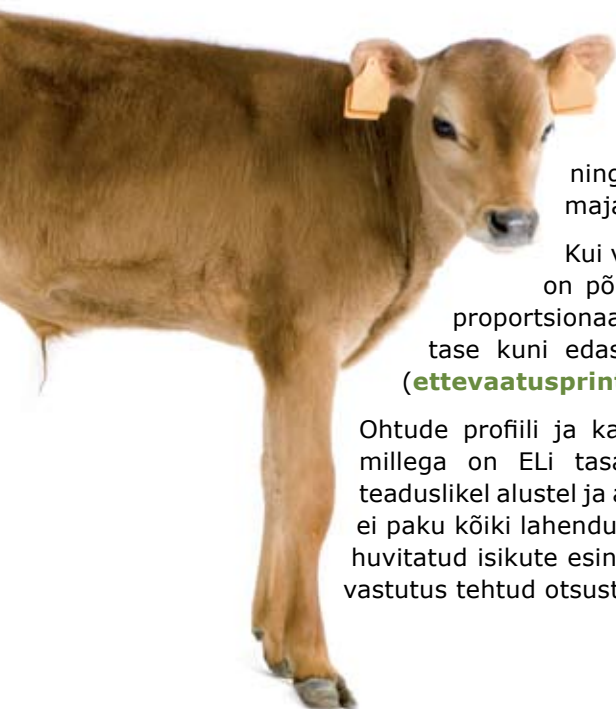 ning
maja
Kui v
on põ
proportsionaa
tase kuni edas
(ettevaatusprint
Ohtude profiili ja ka
millega on ELi tasa
teaduslikel alustel ja a
ei paku kõiki lahendu
huvitatud isikute esin
vastutus tehtud otsust